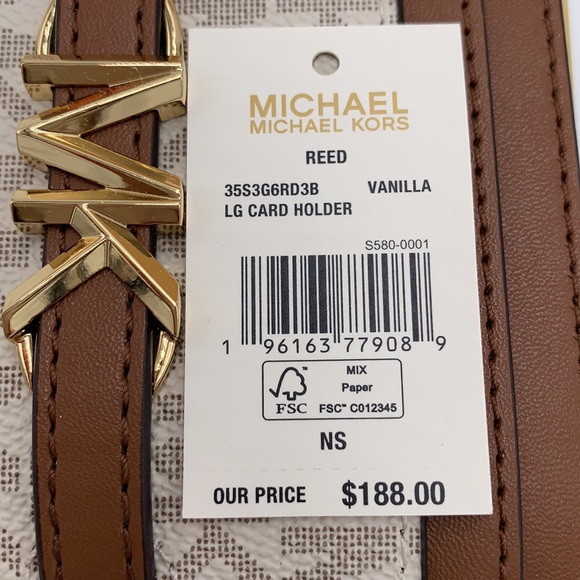 MK
MICHAEL
MICHAEL KORS
REED
35S3G6RD3B VANILLA
LG CARD HOLDER
S580-0001
1 96163 77908 9
FSC
MIX
Paper
FSC™ C012345
NS
OUR PRICE $188.00